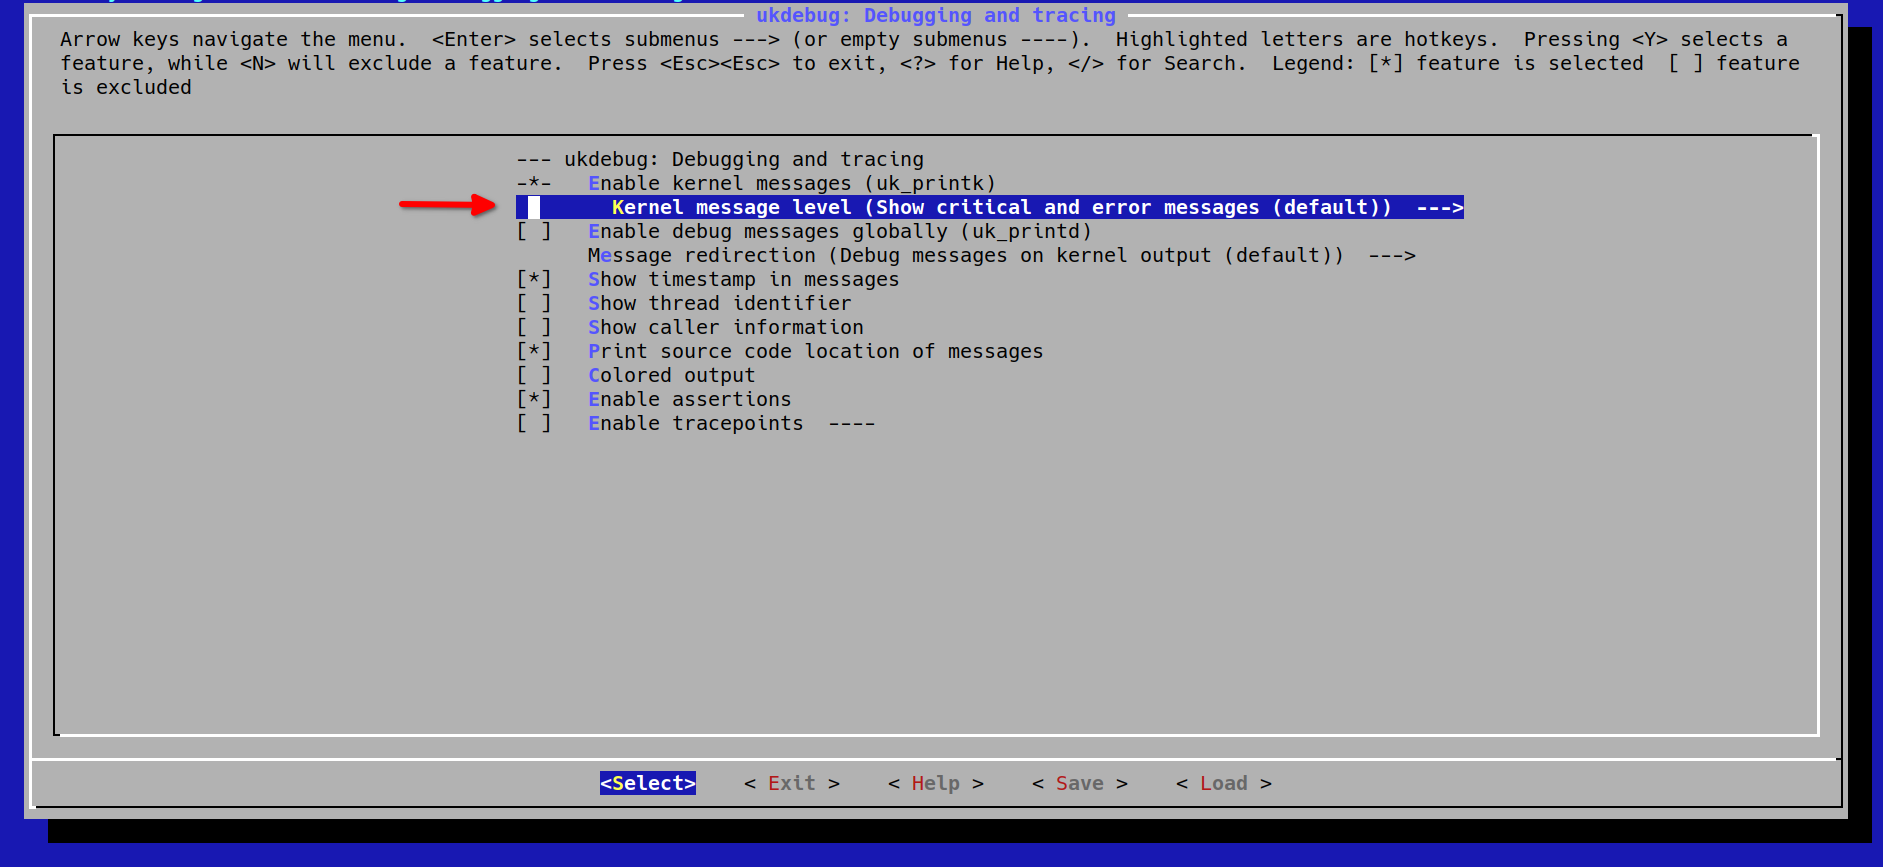 ukdebug: Debugging and tracing
Arrow keys navigate the menu.  <Enter> selects submenus ---> (or empty submenus ----).  Highlighted letters are hotkeys.  Pressing <Y> selects a
feature, while <N> will exclude a feature.  Press <Esc><Esc> to exit, <?> for Help, </> for Search.  Legend: [*] feature is selected  [ ] feature
is excluded
--- ukdebug: Debugging and tracing
-*-   Enable kernel messages (uk_printk)
Kernel message level (Show critical and error messages (default))  --->
[ ]   Enable debug messages globally (uk_printd)
Message redirection (Debug messages on kernel output (default))  --->
[*]   Show timestamp in messages
[ ]   Show thread identifier
[ ]   Show caller information
[*]   Print source code location of messages
[ ]   Colored output
[*]   Enable assertions
[ ]   Enable tracepoints  ----
<Select>    < Exit >    < Help >    < Save >    < Load >